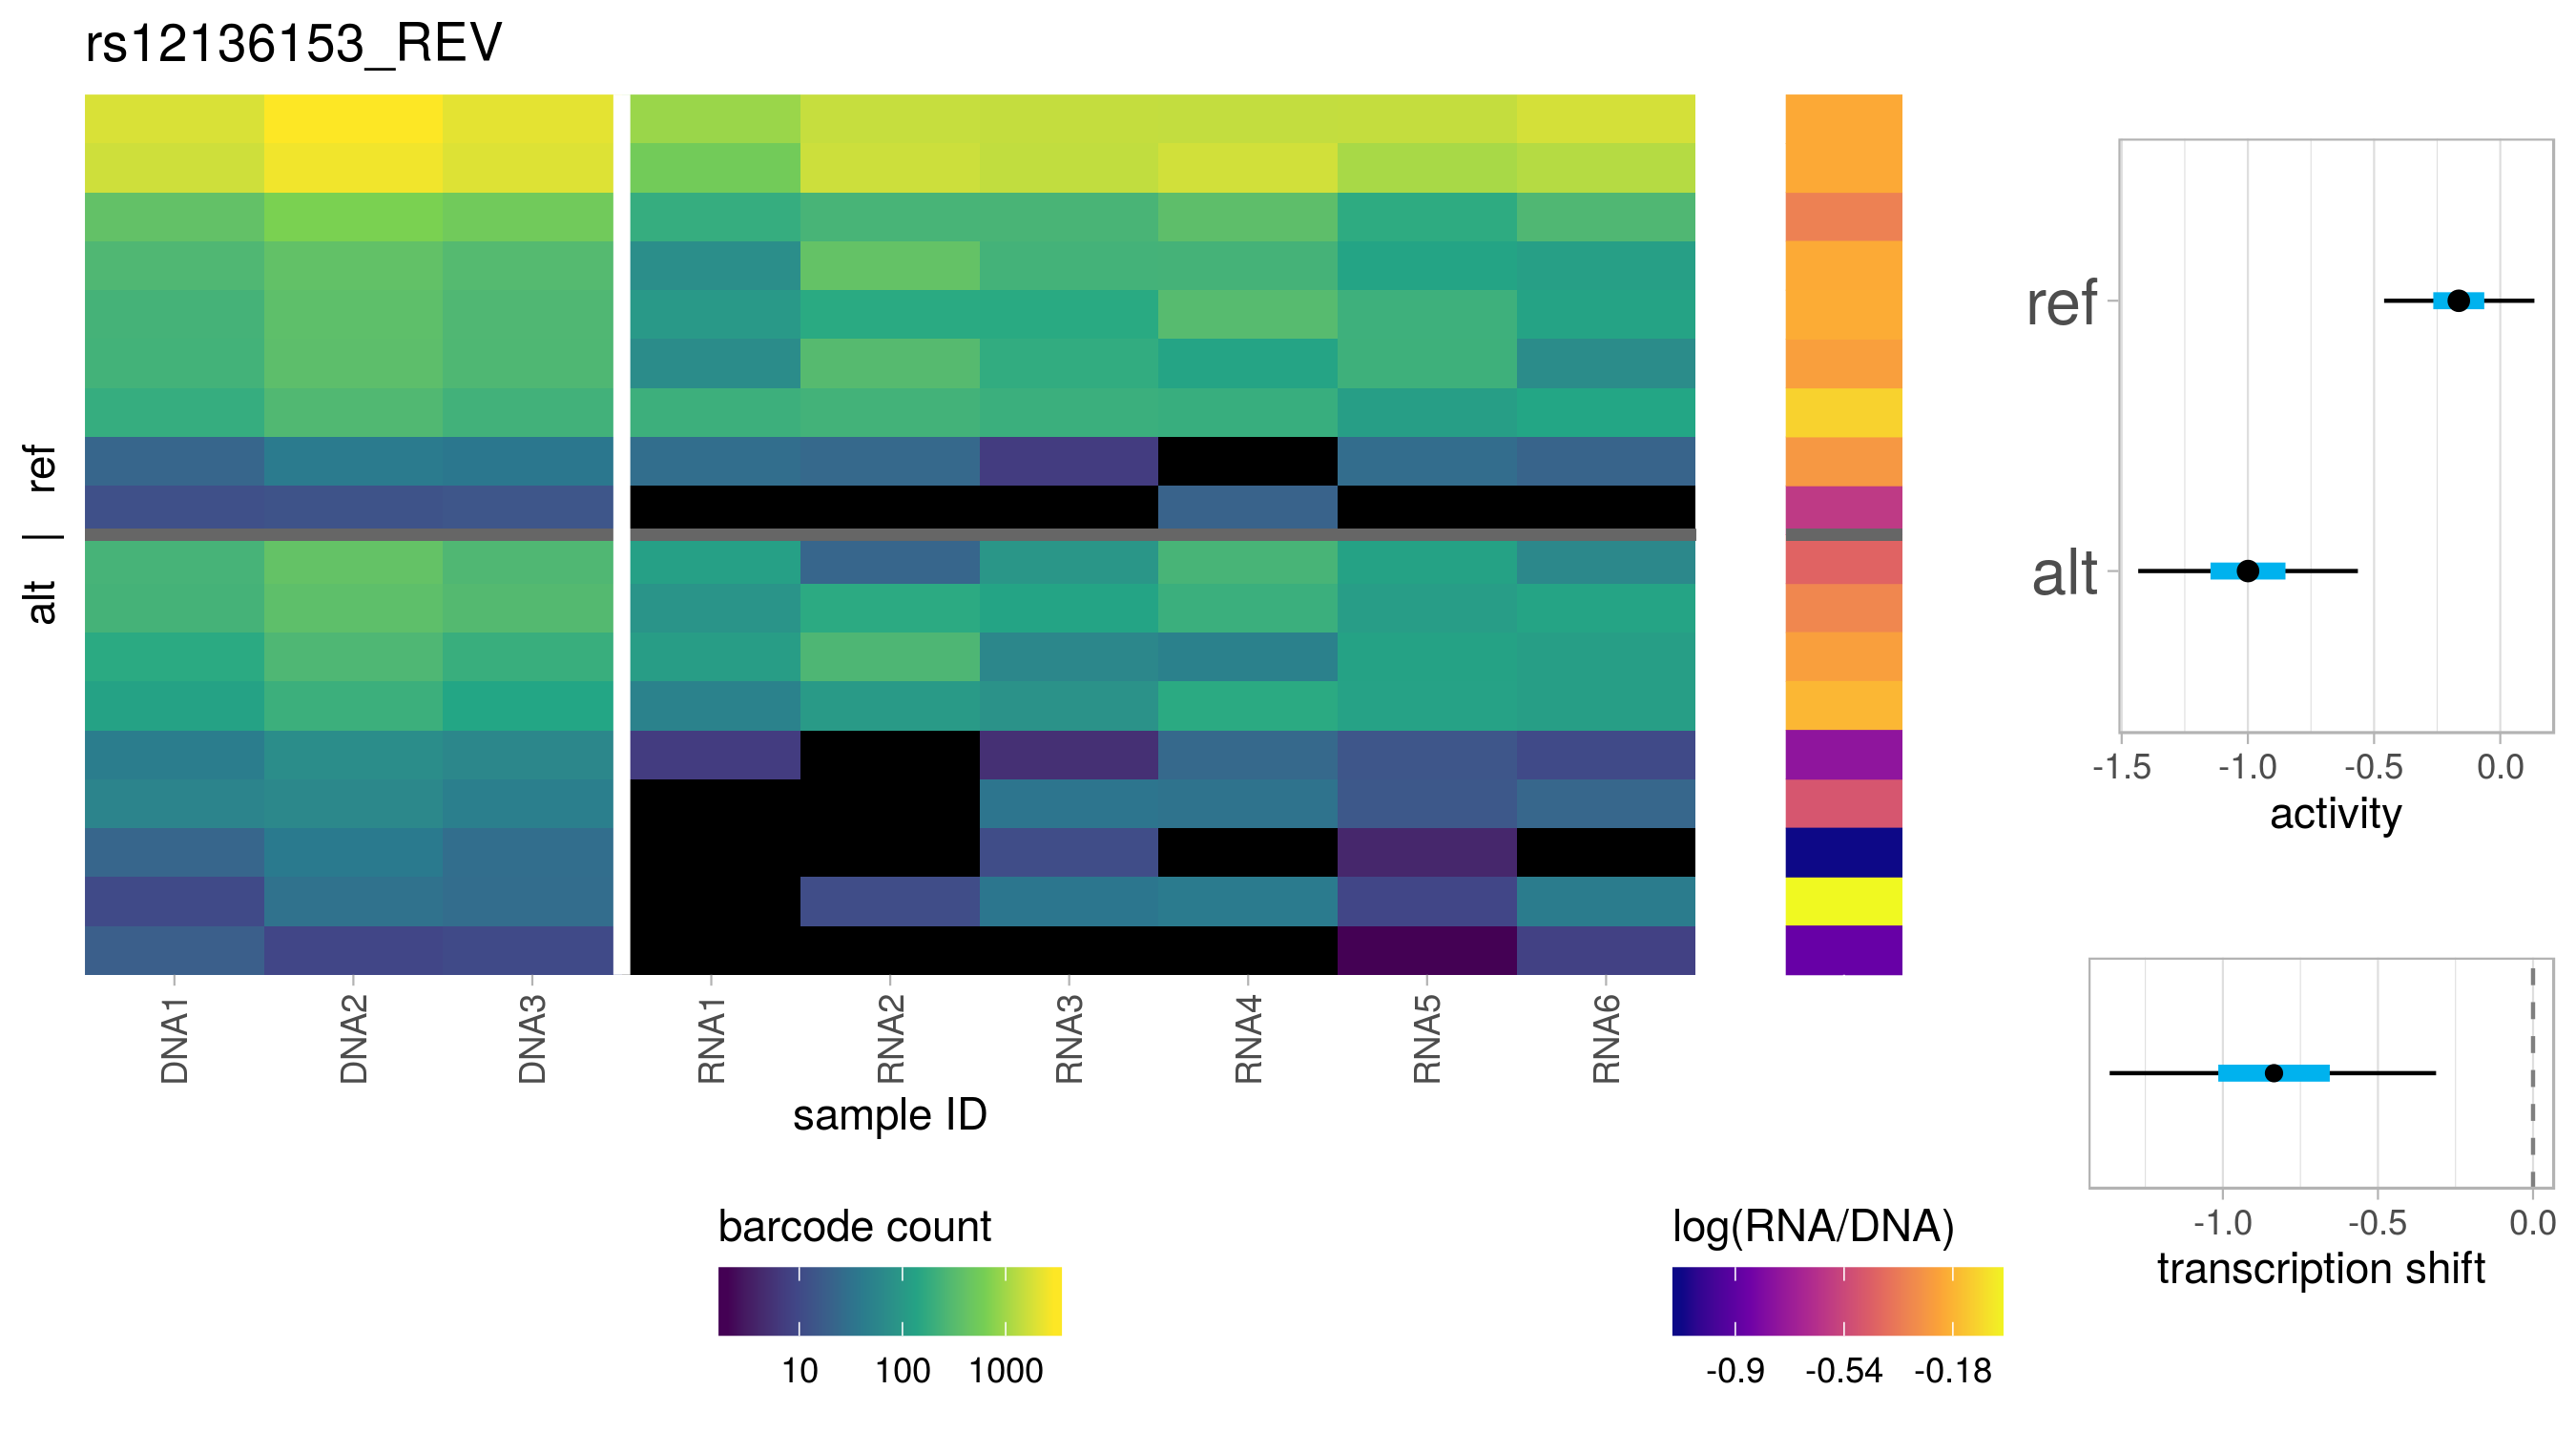 rs12136153_REV
alt | ref
DNA1 DNA2 DNA3 RNA1 RNA2 RNA3 RNA4 RNA5 RNA6
sample ID
barcode count
10 100 1000
log(RNA/DNA)
-0.9 -0.54 -0.18
ref
alt
-1.5 -1.0 -0.5 0.0
activity
-1.0 -0.5 0.0
transcription shift